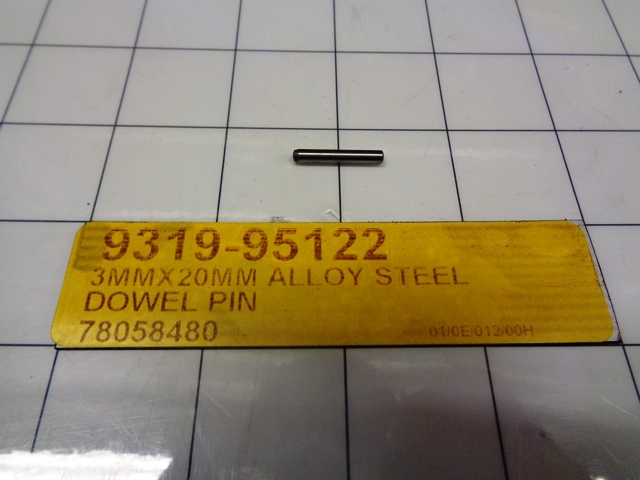 9319-95122
3MMX20MM ALLOY STEEL
DOWEL PIN
78058480 01/0E/012/00H